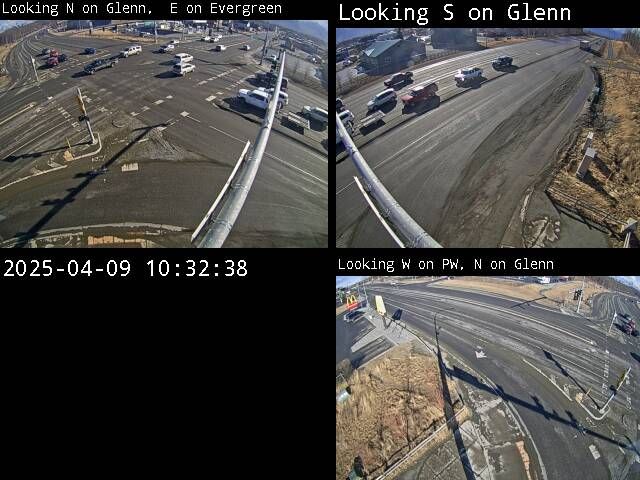 Looking N on Glenn,  E on Evergreen
Looking S on Glenn
2025-04-09 10:32:38
Looking W on PW, N on Glenn